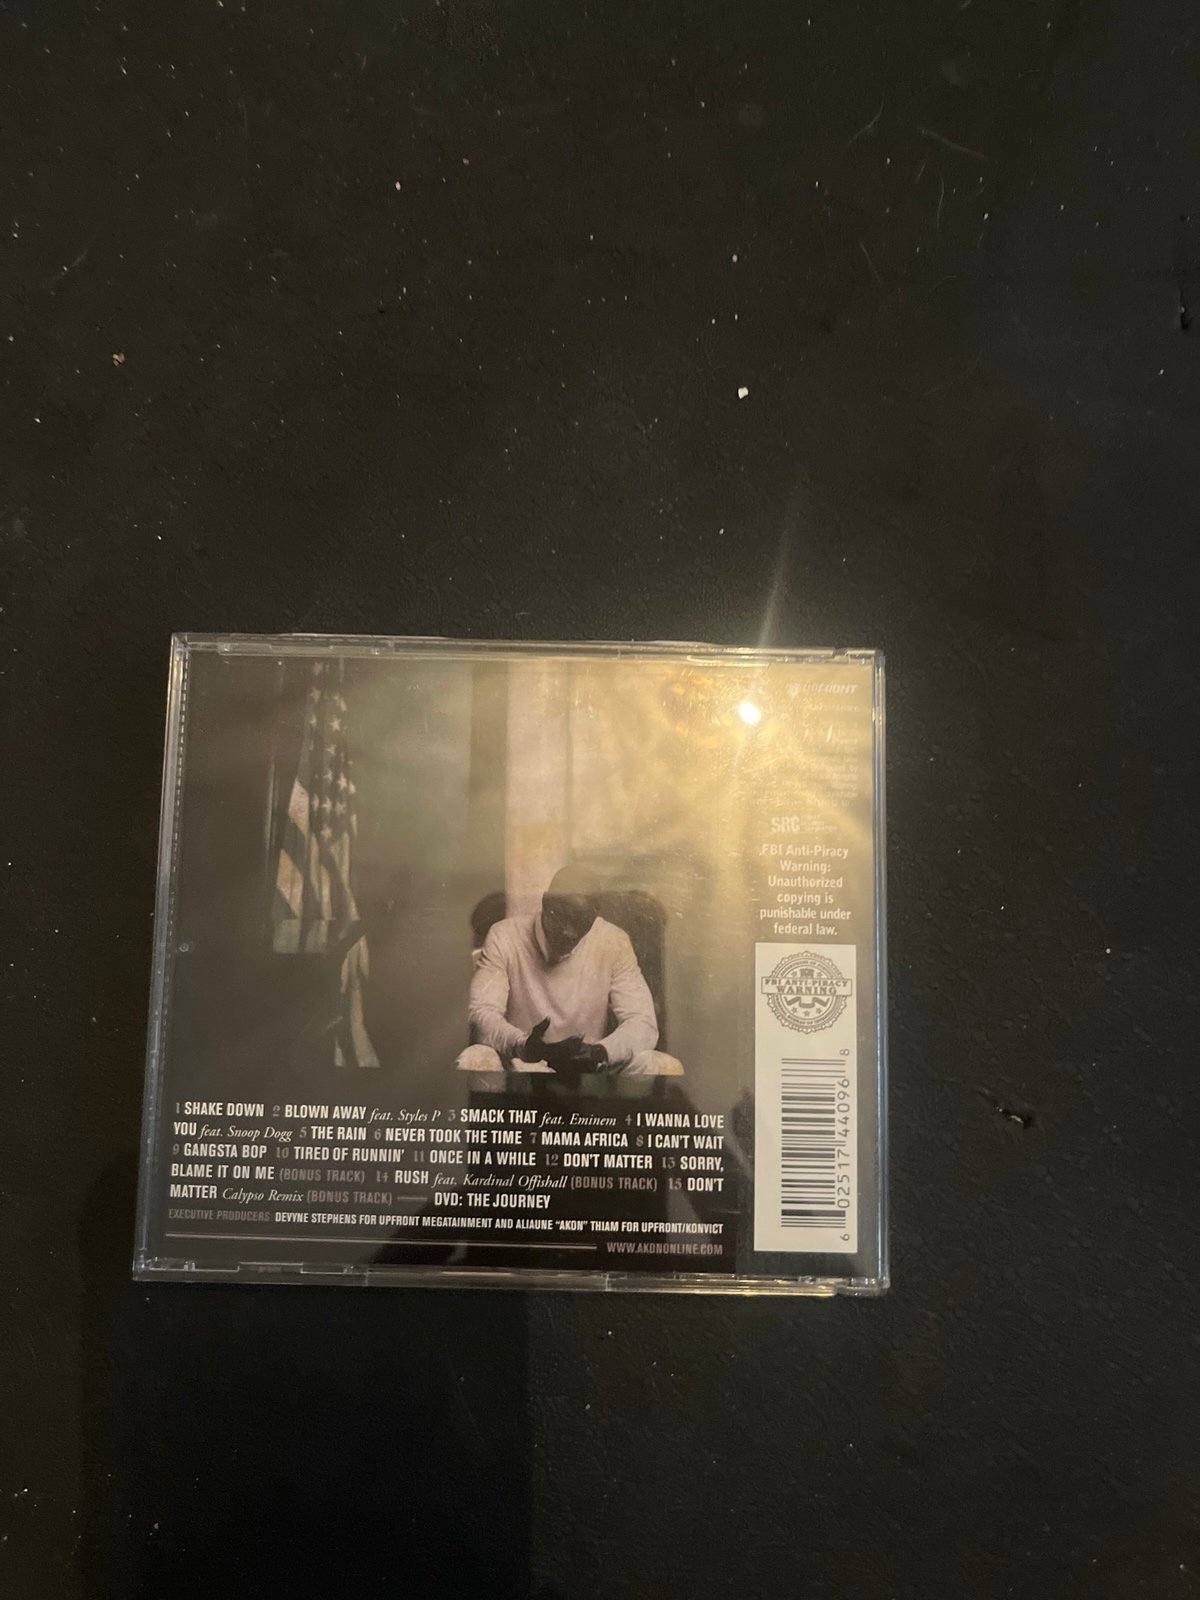 UPFRONT
SRC
FBI Anti-Piracy
Warning:
Unauthorized
copying is
punishable under
federal law.
FBI ANTI-PIRACY
WARNING
6 02517 44096 8
1 SHAKE DOWN 2 BLOWN AWAY feat. Styles P 3 SMACK THAT feat. Eminem 4 I WANNA LOVE
YOU feat. Snoop Dogg 5 THE RAIN 6 NEVER TOOK THE TIME 7 MAMA AFRICA 8 I CAN'T WAIT
9 GANGSTA BOP 10 TIRED OF RUNNIN' 11 ONCE IN A WHILE 12 DON'T MATTER 13 SORRY,
BLAME IT ON ME (BONUS TRACK) 14 RUSH feat. Kardinal Offishall (BONUS TRACK) 15 DON'T
MATTER Calypso Remix (BONUS TRACK) DVD: THE JOURNEY
EXECUTIVE PRODUCERS: DEVYNE STEPHENS FOR UPFRONT MEGATAINMENT AND ALIAUNE "AKON" THIAM FOR UPFRONT/KONVICT
WWW.AKONONLINE.COM